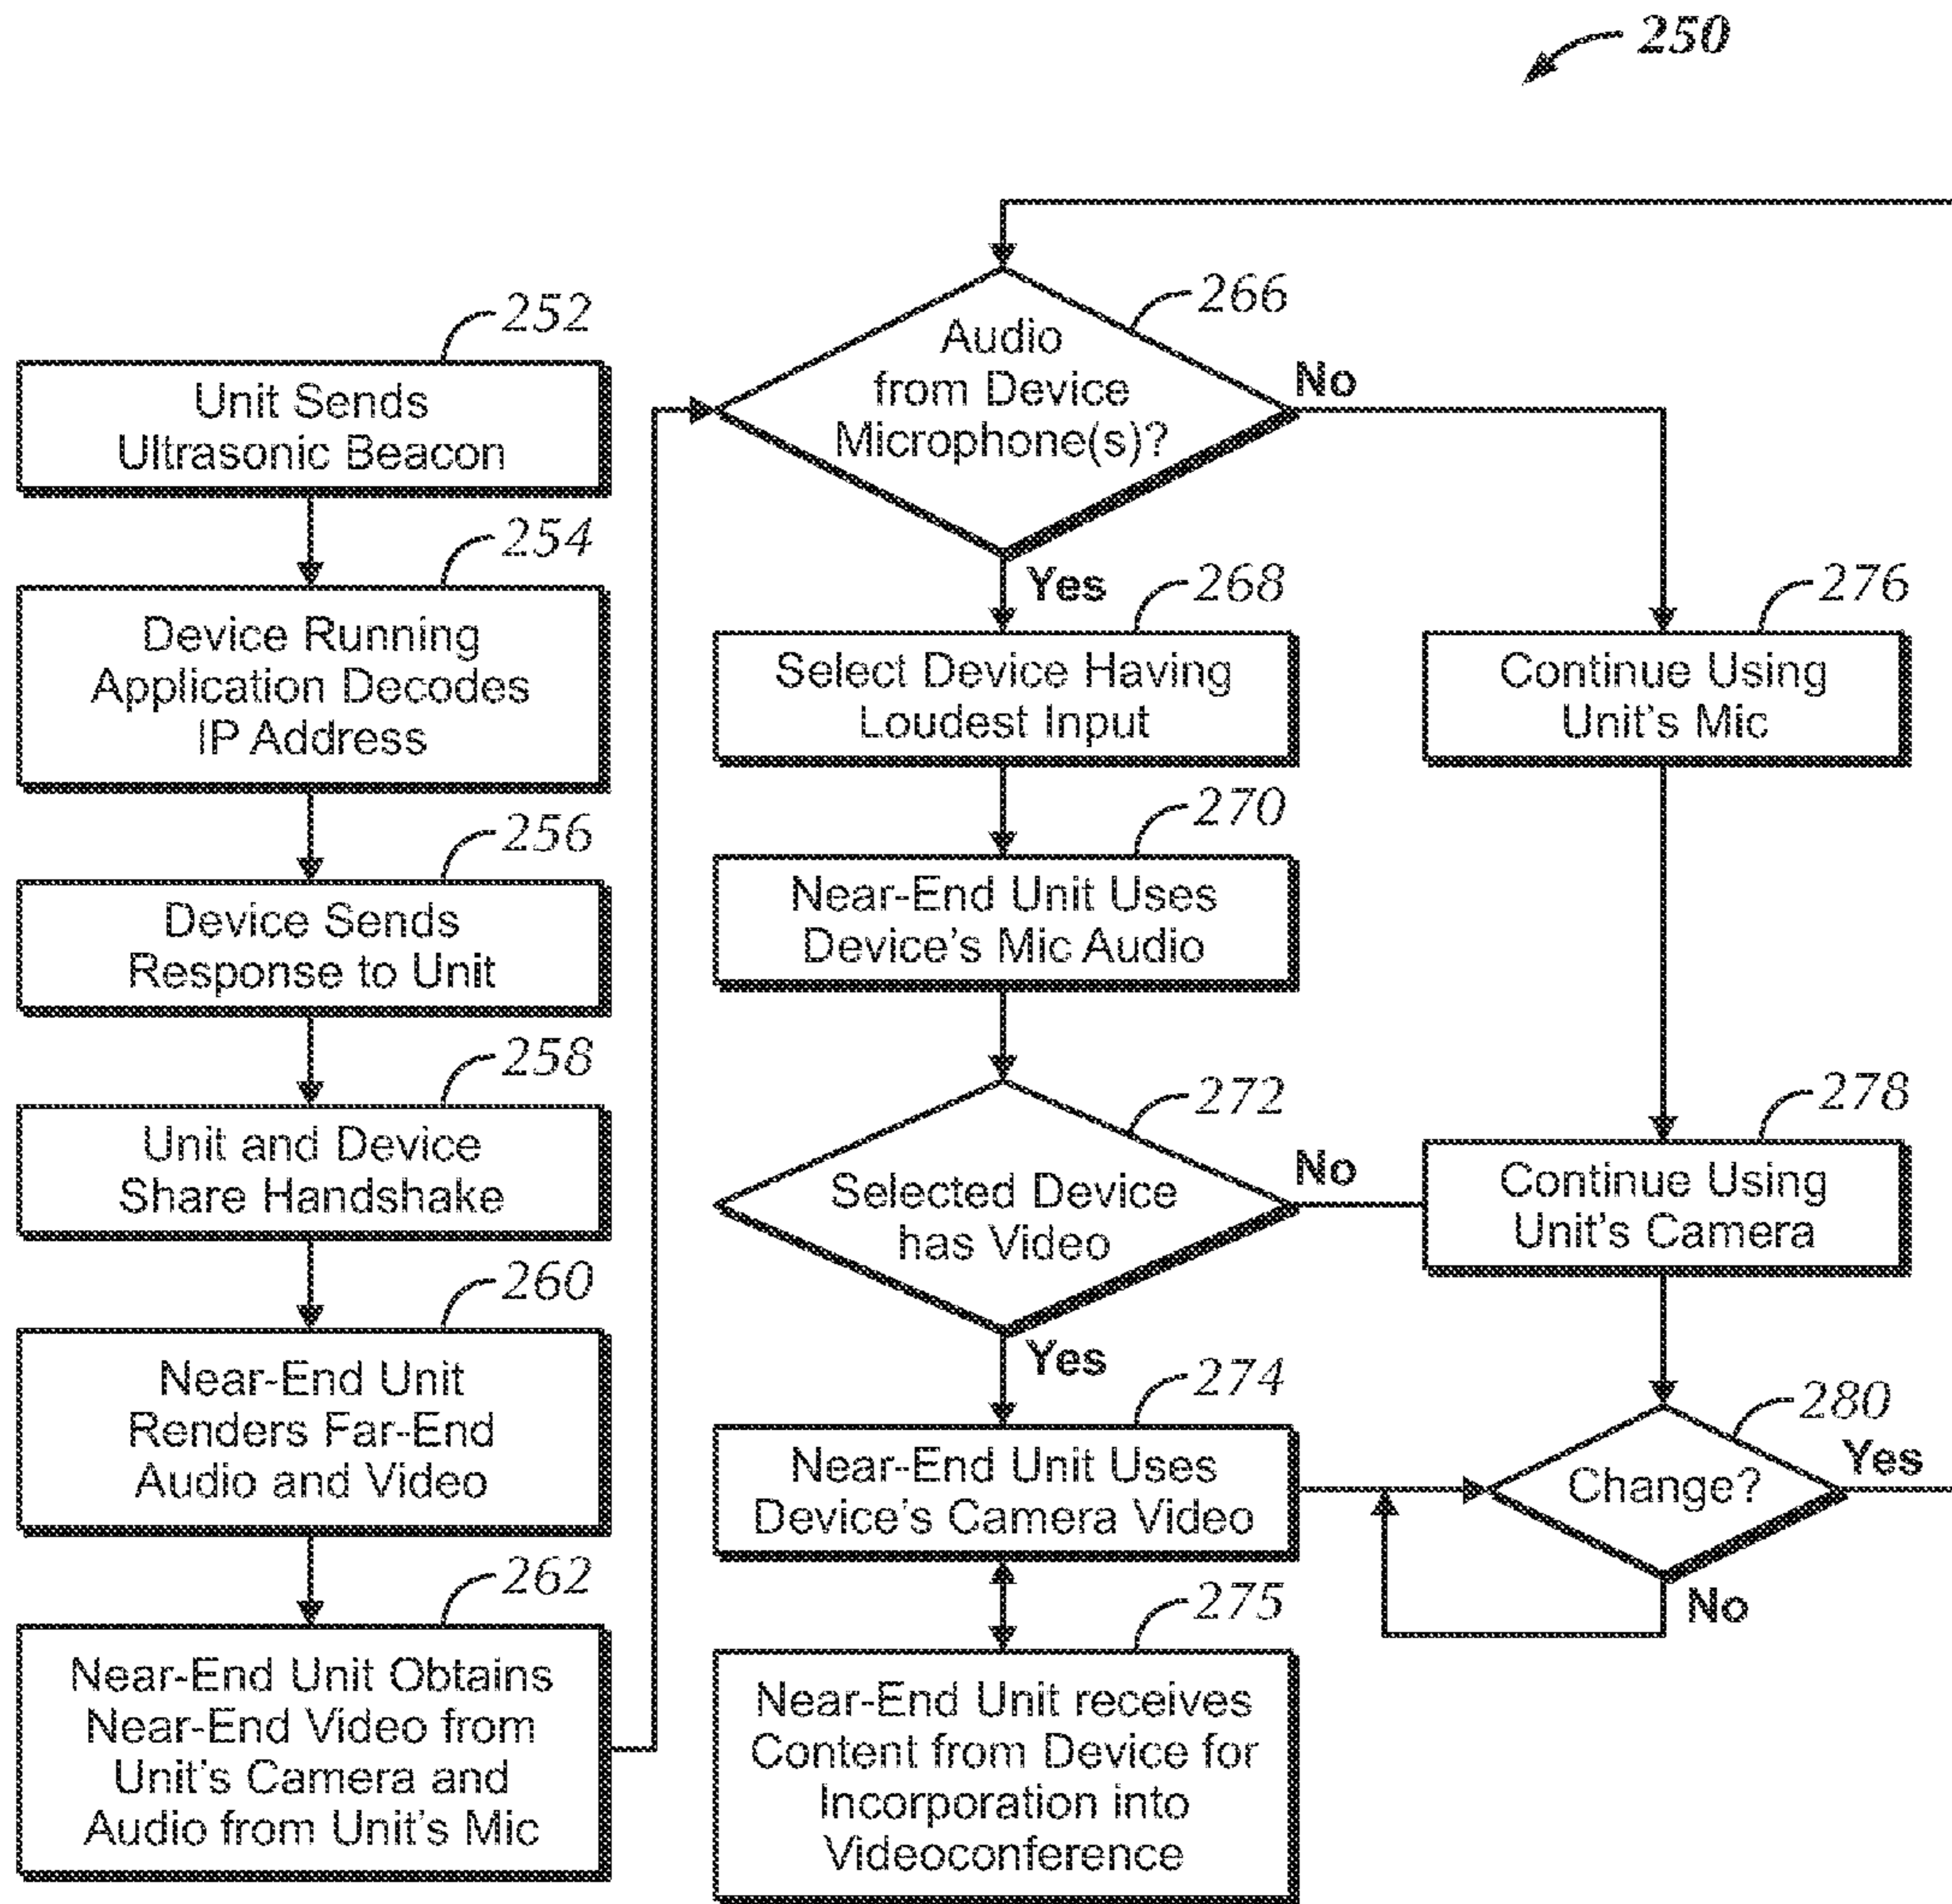 250
252
Unit Sends
Ultrasonic Beacon
254
Device Running
Application Decodes
IP Address
256
Device Sends
Response to Unit
258
Unit and Device
Share Handshake
260
Near-End Unit
Renders Far-End
Audio and Video
262
Near-End Unit Obtains
Near-End Video from
Unit's Camera and
Audio from Unit's Mic
266
Audio
from Device
Microphone(s)?
No
Yes
268
Select Device Having
Loudest Input
270
Near-End Unit Uses
Device's Mic Audio
272
Selected Device
has Video
No
Yes
274
Near-End Unit Uses
Device's Camera Video
275
Near-End Unit receives
Content from Device for
Incorporation into
Videoconference
276
Continue Using
Unit's Mic
278
Continue Using
Unit's Camera
280
Change?
Yes
No